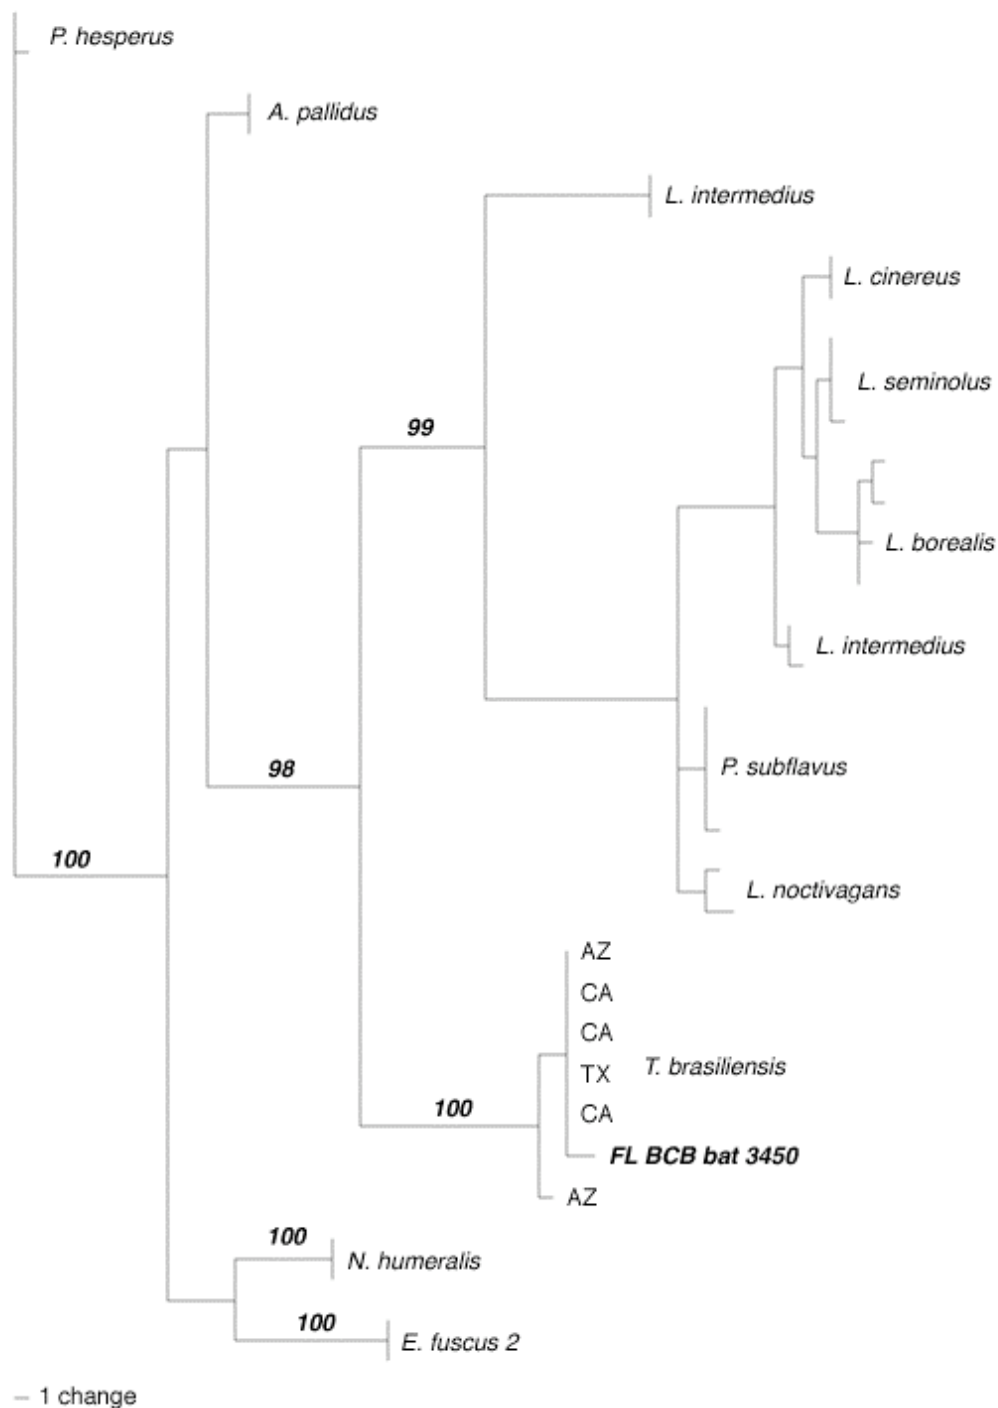 P. hesperus
A. pallidus
L. intermedius
L. cinereus
L. seminolus
99
L. borealis
L. intermedius
98
P. subflavus
100
L. noctivagans
AZ
CA
CA
TX
T. brasiliensis
100
CA
FL BCB bat 3450
AZ
100
N. humeralis
100
E. fuscus 2
1 change